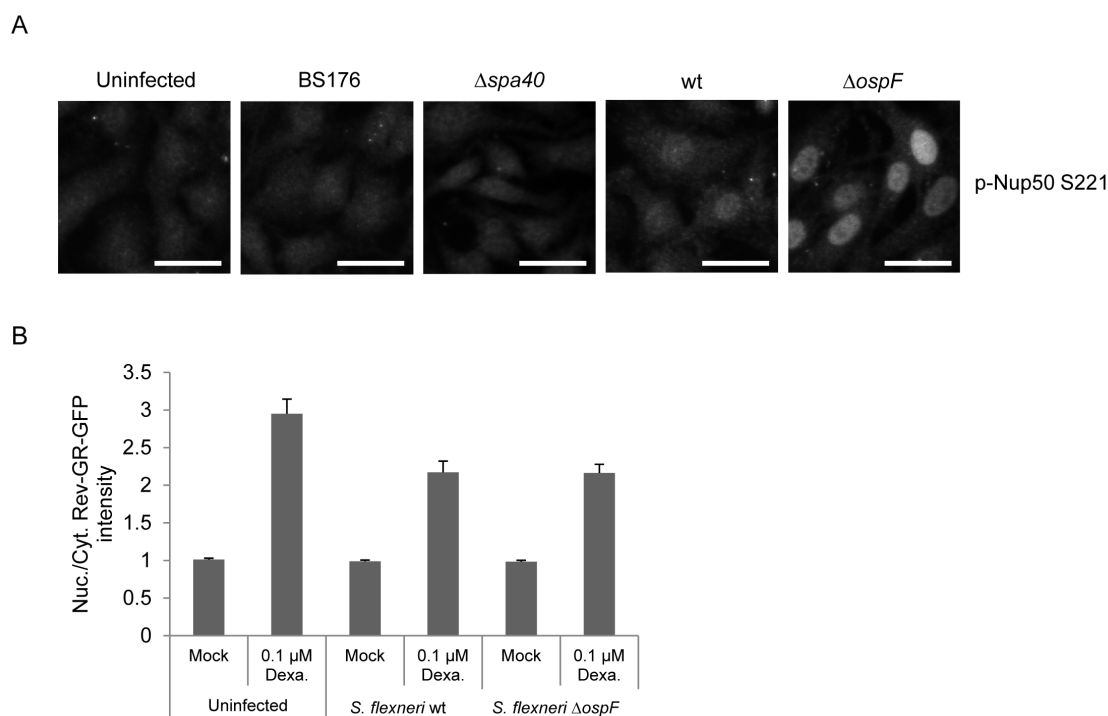 A
Uninfected BS176 Δspa40 wt ΔospF
p-Nup50 S221
B
Nuc./Cyt. Rev-GR-GFP
intensity
3.5
3
2.5
2
1.5
1
0.5
0
Mock 0.1 µM Mock 0.1 µM Mock 0.1 µM
Dexa. Dexa. Dexa.
Uninfected S. flexneri wt S. flexneri ΔospF